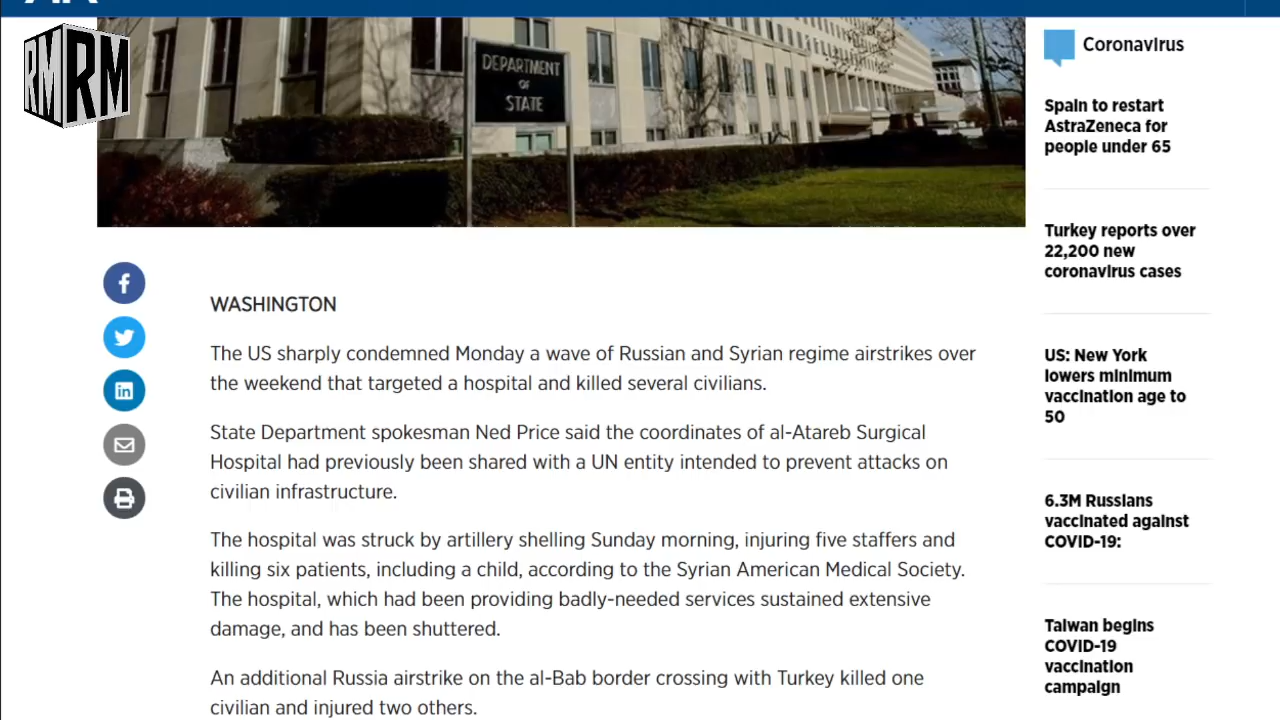 RM RM
DEPARTMENT
OF
STATE
WASHINGTON
The US sharply condemned Monday a wave of Russian and Syrian regime airstrikes over
the weekend that targeted a hospital and killed several civilians.
State Department spokesman Ned Price said the coordinates of al-Atareb Surgical
Hospital had previously been shared with a UN entity intended to prevent attacks on
civilian infrastructure.
The hospital was struck by artillery shelling Sunday morning, injuring five staffers and
killing six patients, including a child, according to the Syrian American Medical Society.
The hospital, which had been providing badly-needed services sustained extensive
damage, and has been shuttered.
An additional Russia airstrike on the al-Bab border crossing with Turkey killed one
civilian and injured two others.
Coronavirus
Spain to restart
AstraZeneca for
people under 65
Turkey reports over
22,200 new
coronavirus cases
US: New York
lowers minimum
vaccination age to
50
6.3M Russians
vaccinated against
COVID-19:
Taiwan begins
COVID-19
vaccination
campaign